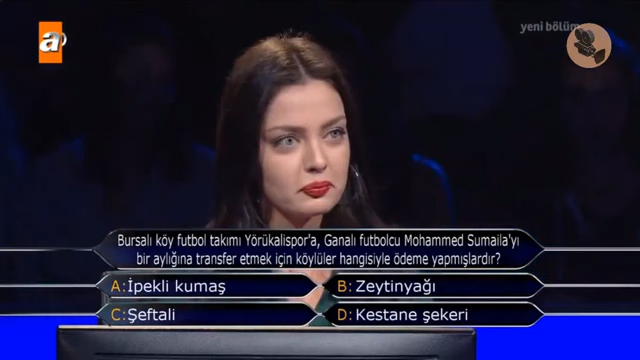 a
yeni bölüm
Bursalı köy futbol takımı Yörükalispor'a, Ganalı futbolcu Mohammed Sumaila'yı
bir aylığına transfer etmek için köylüler hangisiyle ödeme yapmışlardır?
A: İpekli kumaş
B: Zeytinyağı
C: Şeftali
D: Kestane şekeri